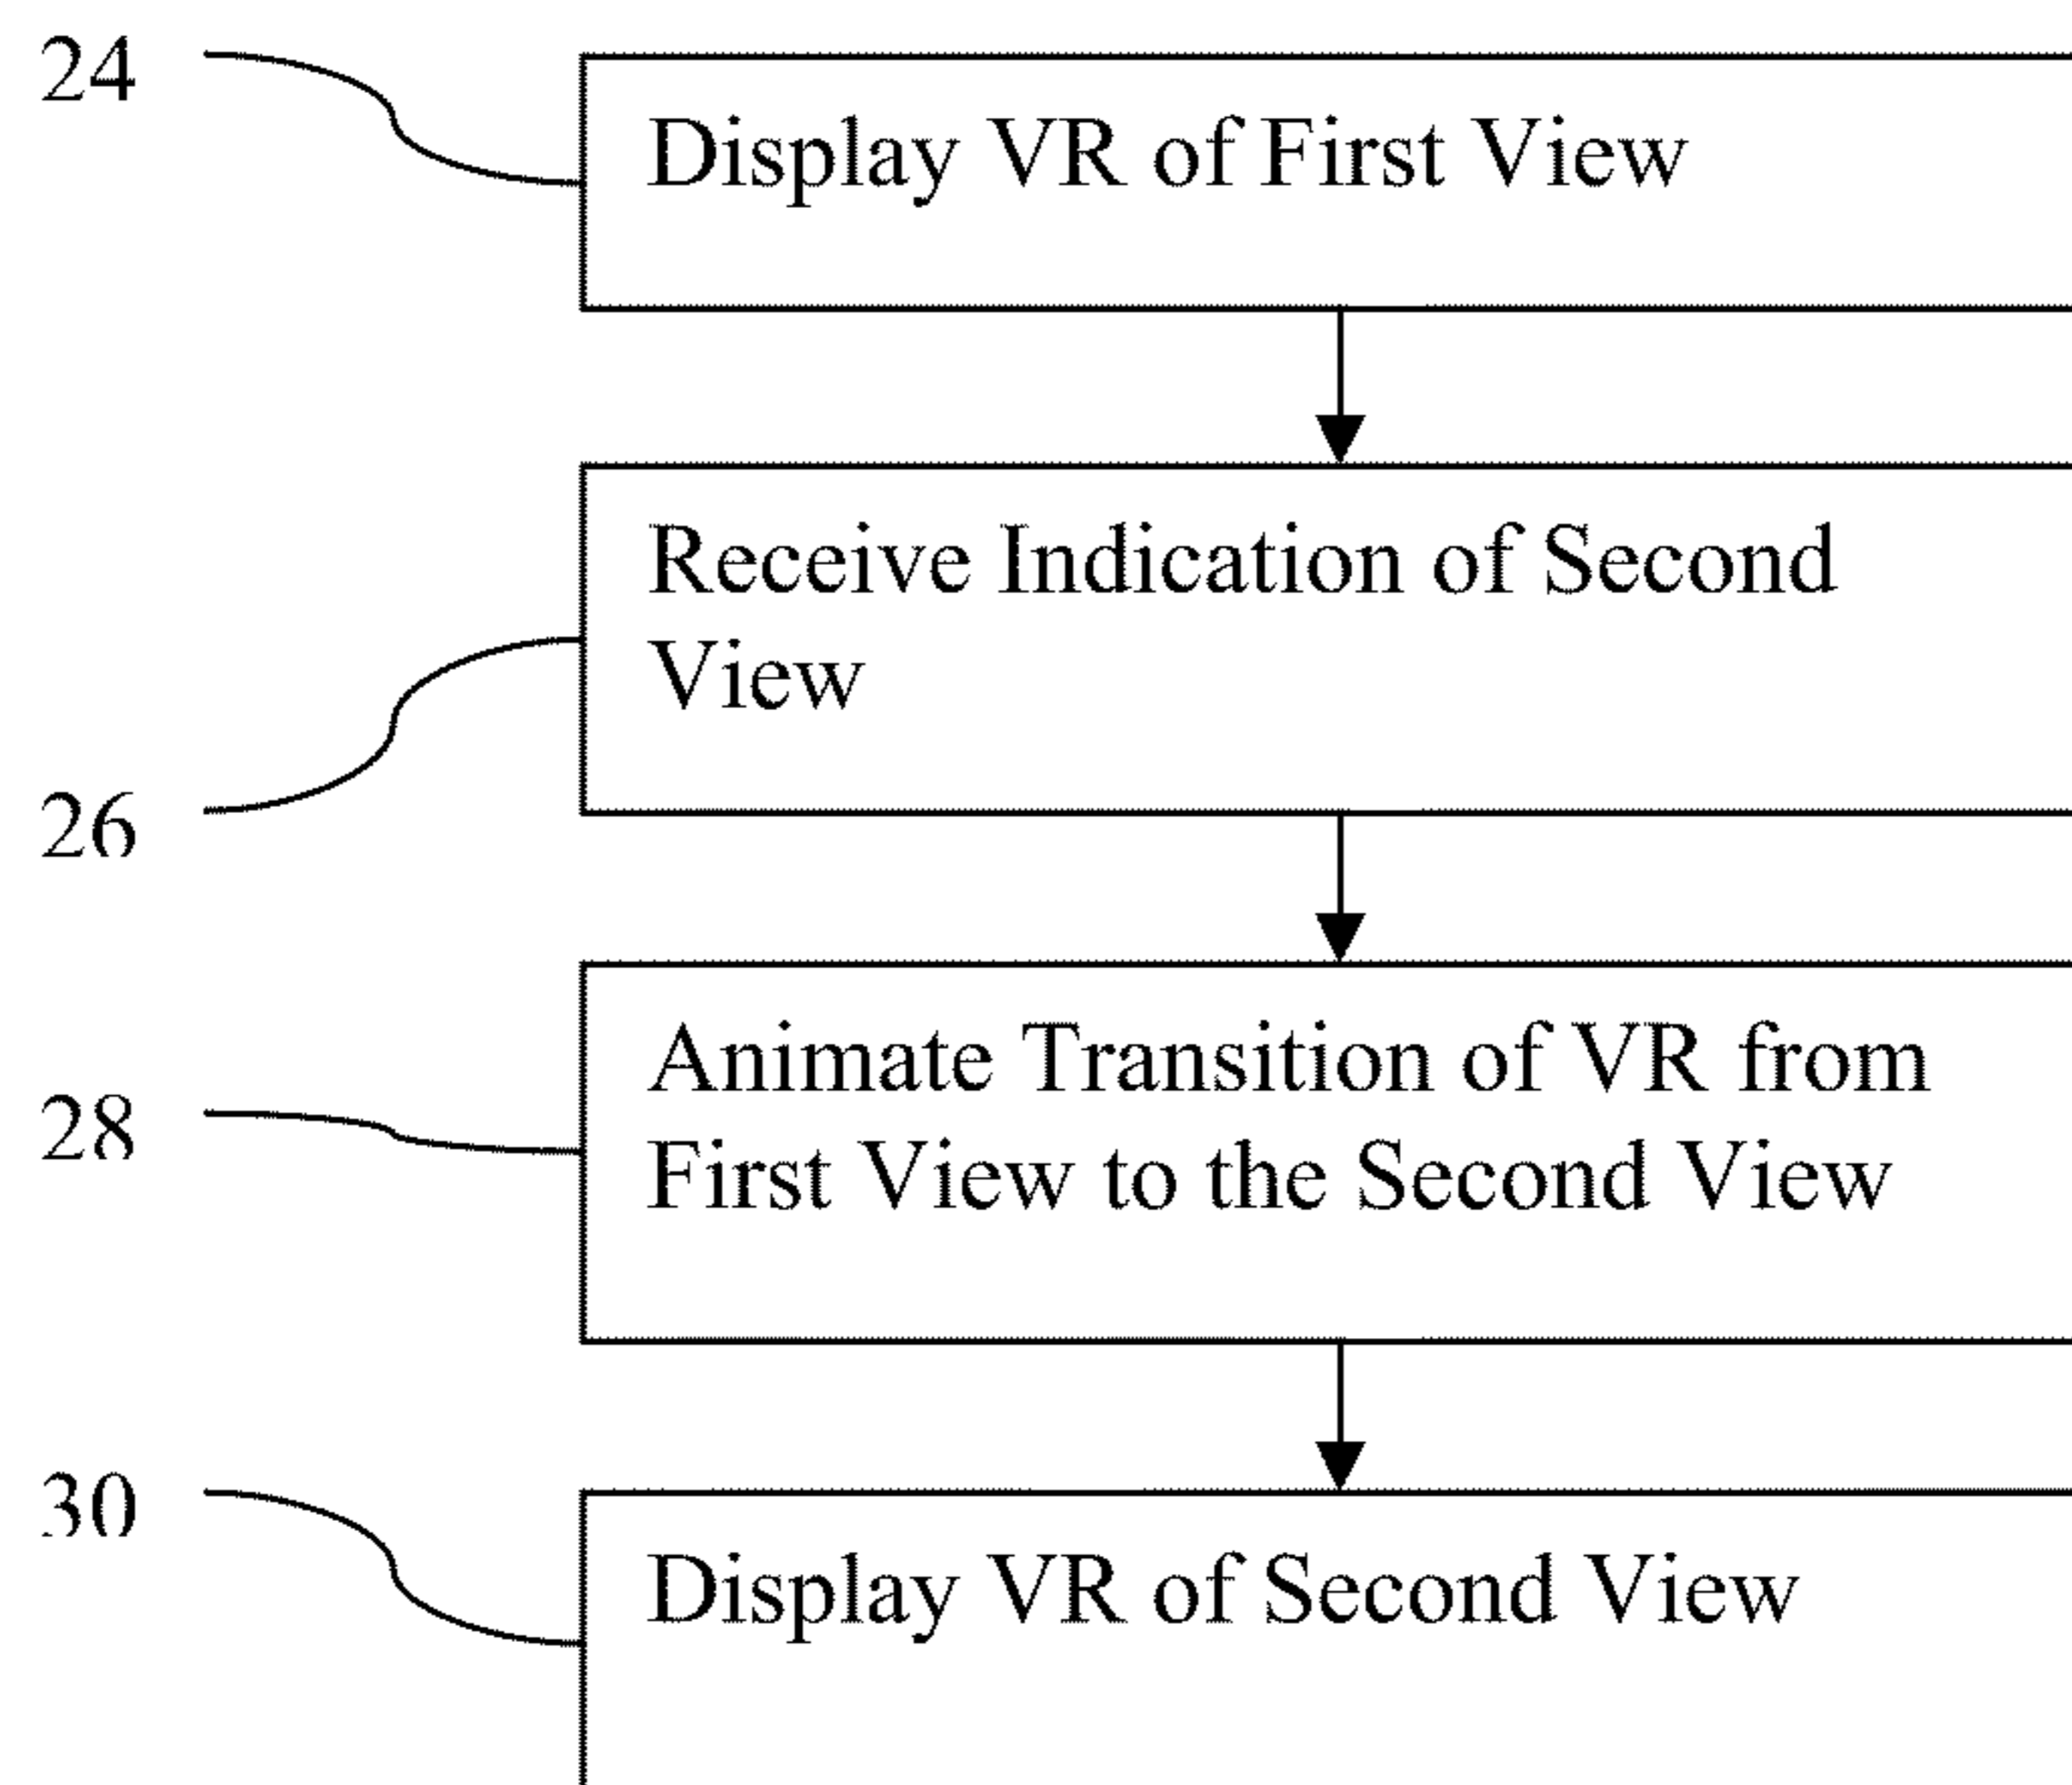 24
Display VR of First View
Receive Indication of Second
View
26
Animate Transition of VR from
First View to the Second View
28
30
Display VR of Second View